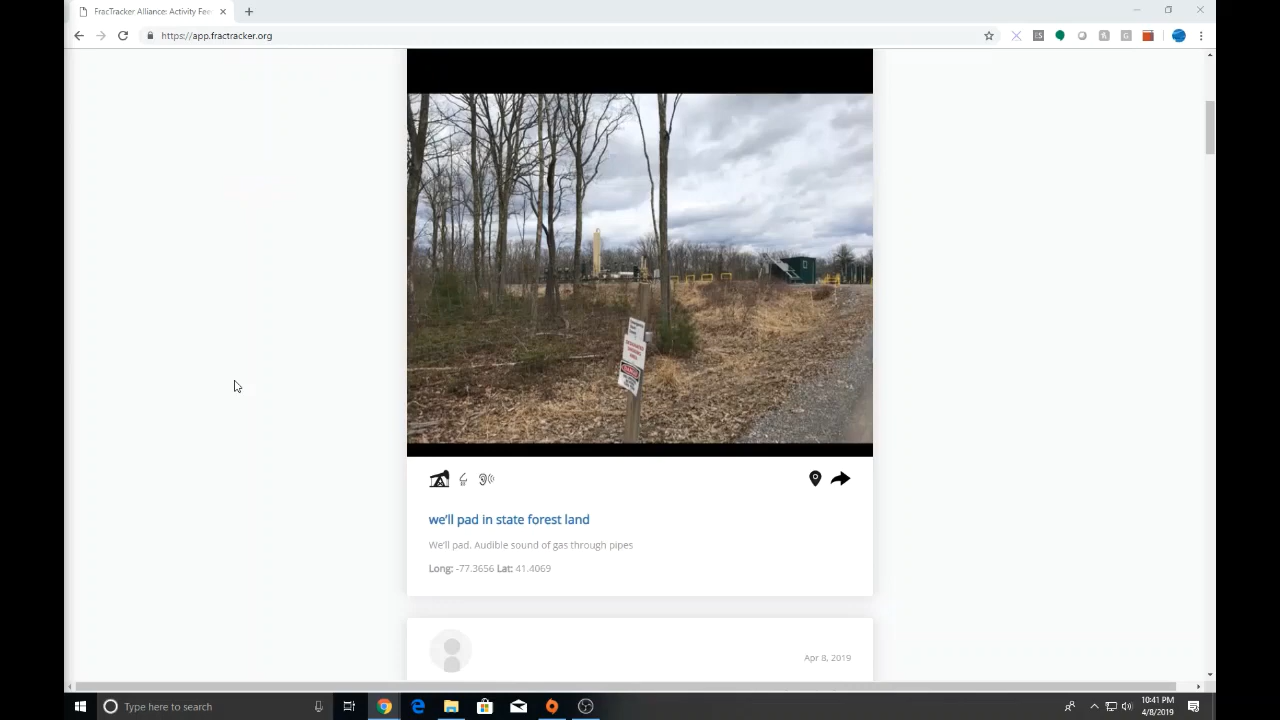 FracTracker Alliance: Activity Fee
https://app.fractracker.org
DANGER
we'll pad in state forest land
We'll pad. Audible sound of gas through pipes
Long: -77.3656 Lat: 41.4069
Apr 8, 2019
Type here to search
10:41 PM
4/8/2019